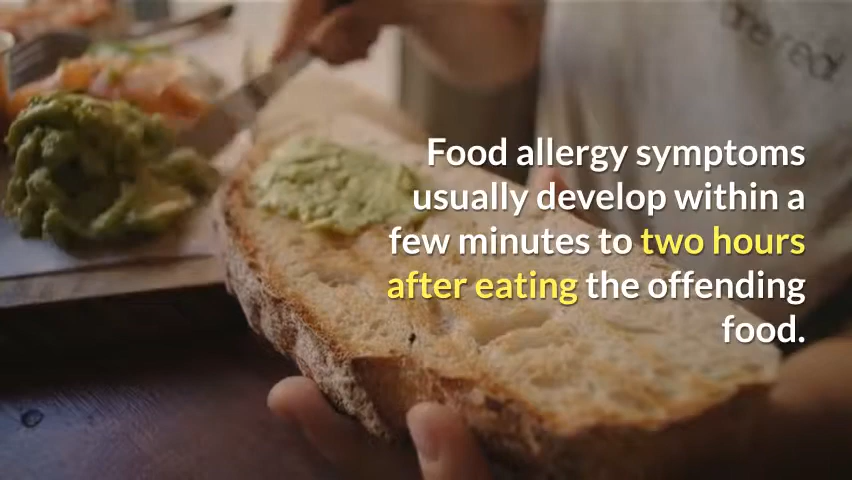 Food allergy symptoms
usually develop within a
few minutes to two hours
after eating the offending
food.